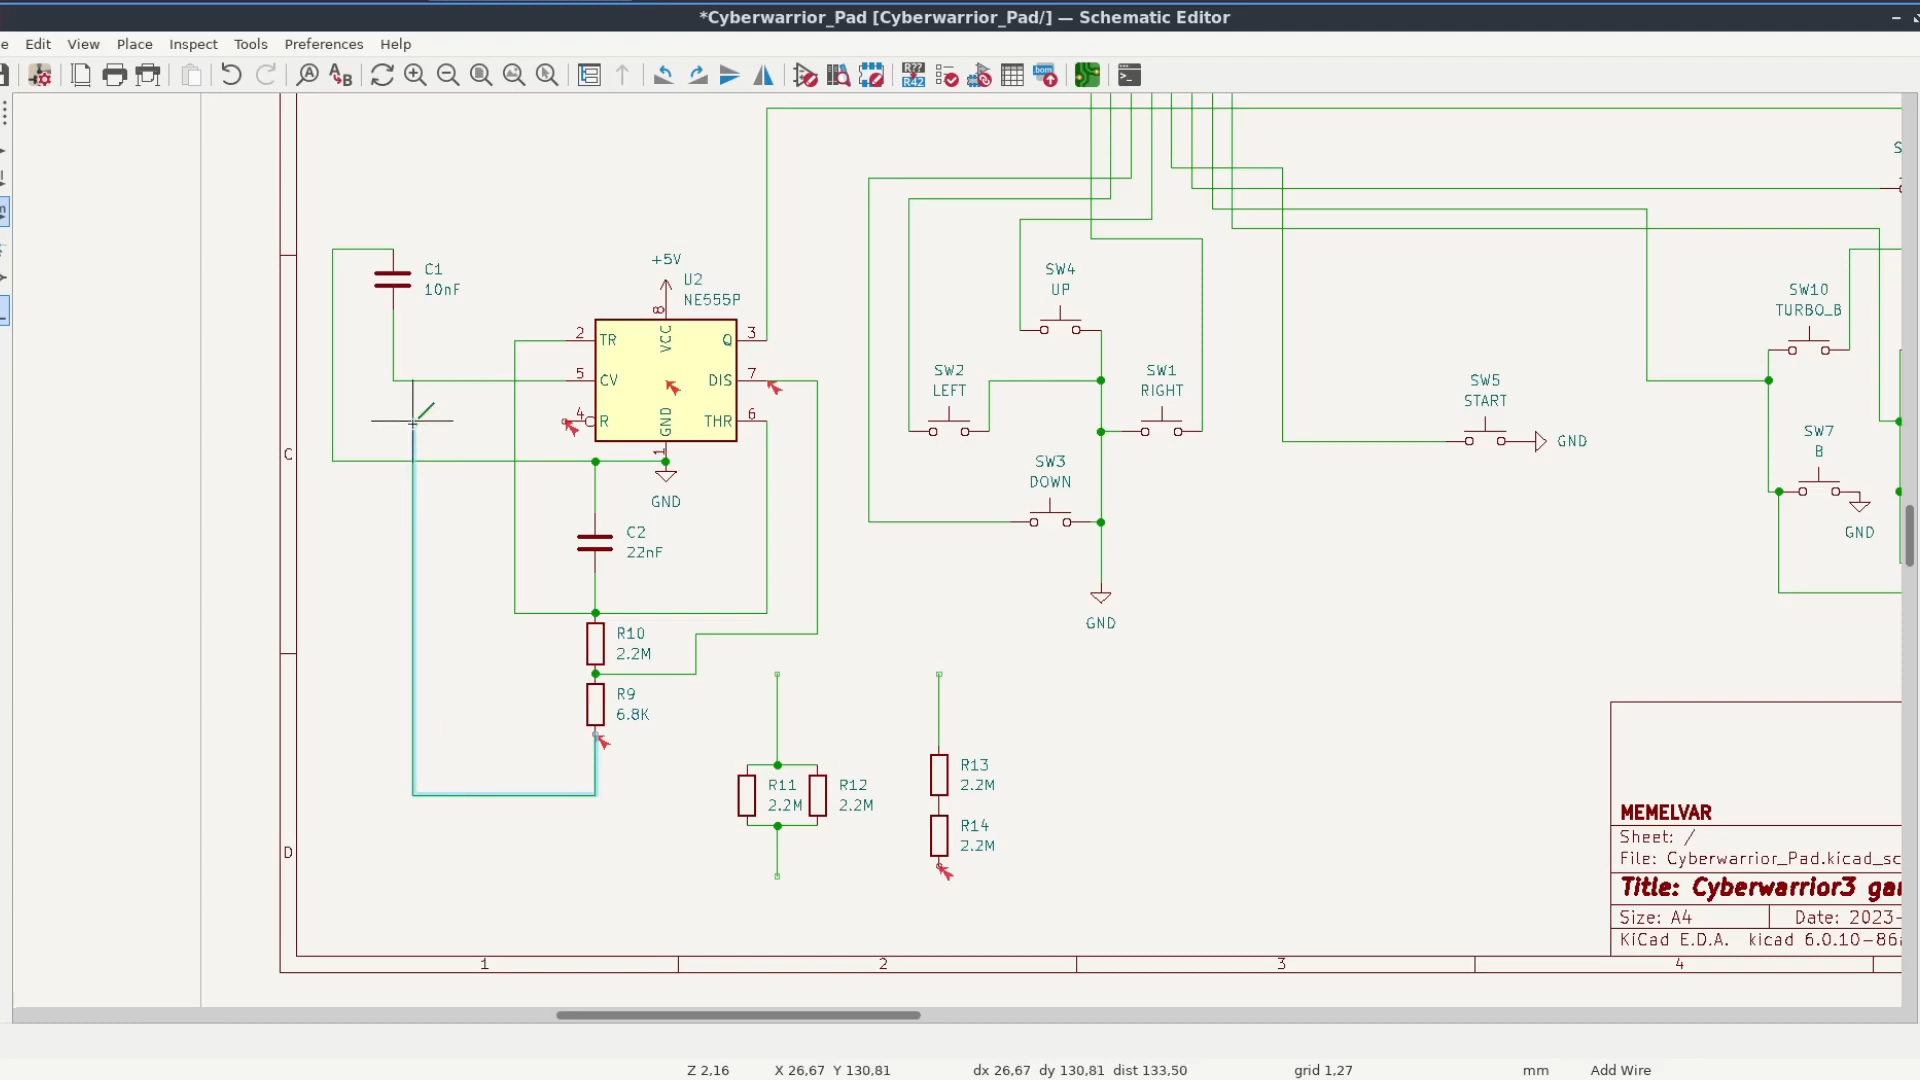 *Cyberwarrior_Pad [Cyberwarrior_Pad/] — Schematic Editor
Edit View Place Inspect Tools Preferences Help
C1
10nF
+5V
U2
NE555P
8
VCC
2 TR
Q 3
5 CV
DIS 7
4 R
THR 6
GND
1
GND
C2
22nF
R10
2.2M
R9
6.8K
R11
2.2M
R12
2.2M
R13
2.2M
R14
2.2M
SW4
UP
SW2
LEFT
SW1
RIGHT
SW3
DOWN
GND
SW5
START
GND
SW10
TURBO_B
SW7
B
GND
C
D
1 2 3 4
MEMELVAR
Sheet: /
File: Cyberwarrior_Pad.kicad_sc
Title: Cyberwarrior3 ga
Size: A4 Date: 2023-
KiCad E.D.A. kicad 6.0.10-86
Z 2,16 X 26,67 Y 130,81 dx 26,67 dy 130,81 dist 133,50 grid 1,27 mm Add Wire